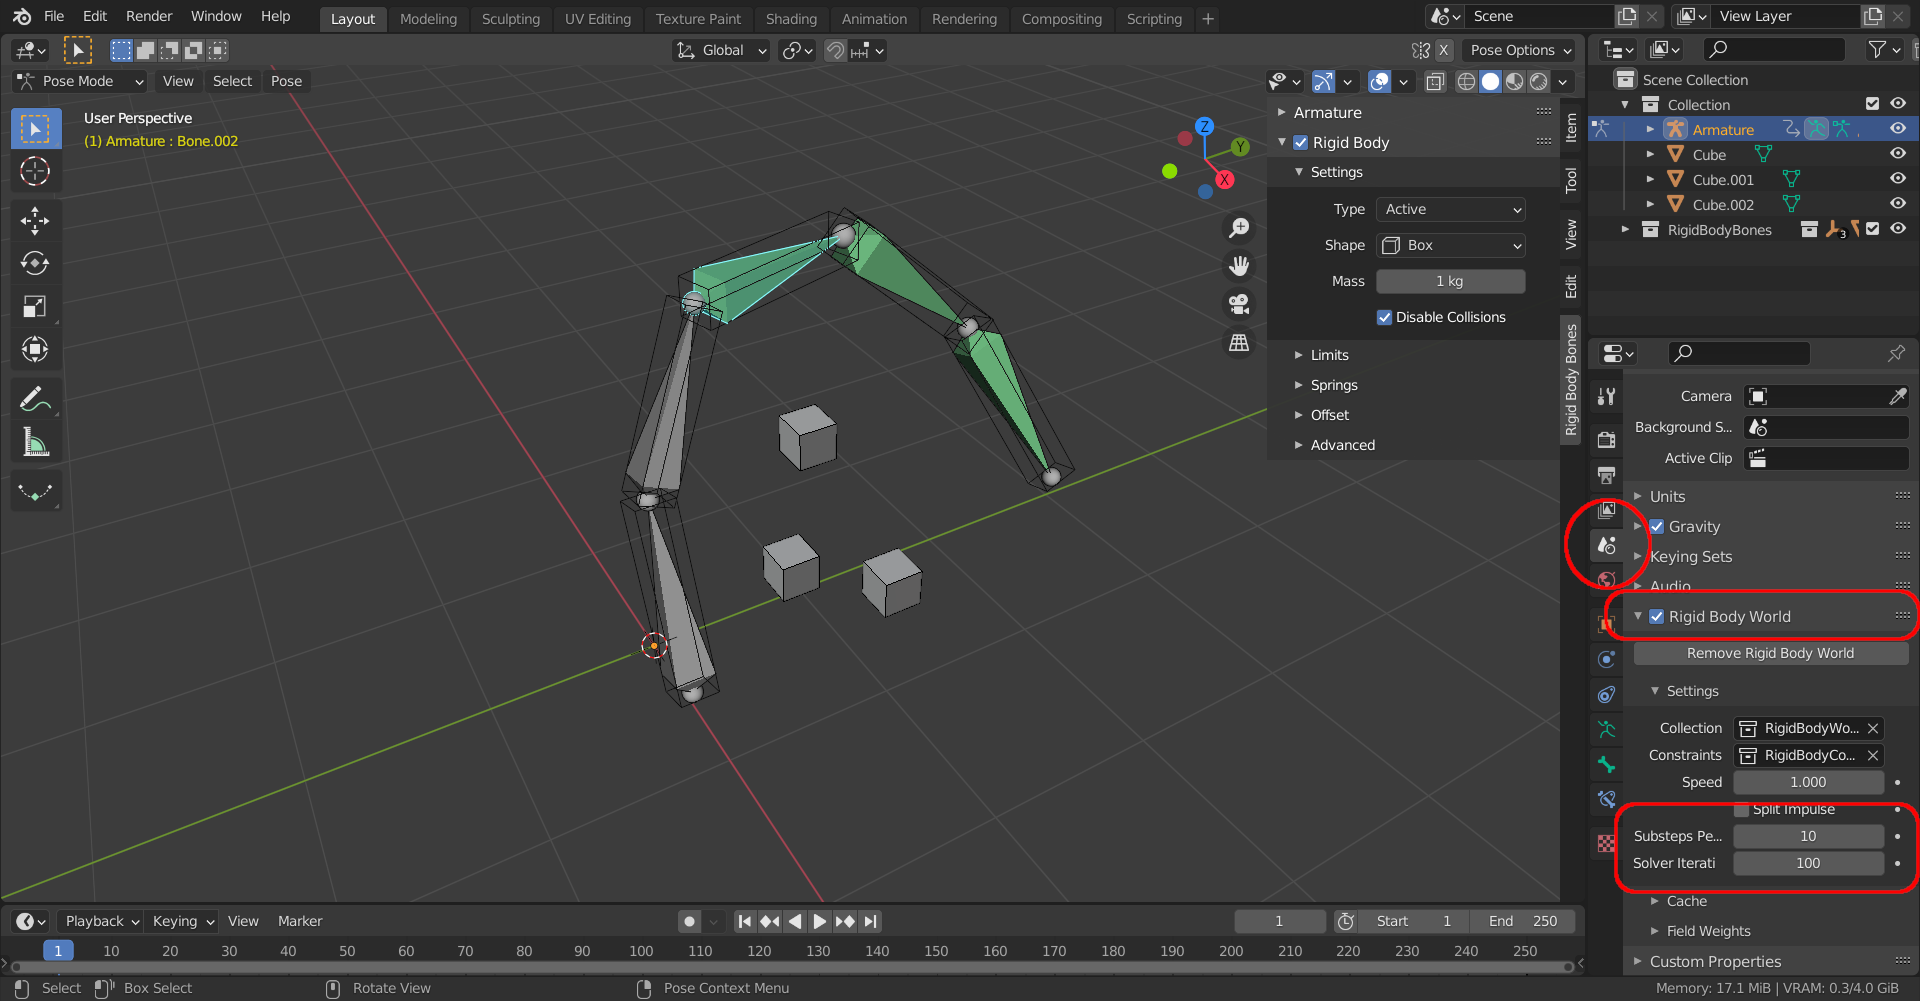 File Edit Render Window Help Layout Modeling Sculpting UV Editing Texture Paint Shading Animation Rendering Compositing Scripting + Scene View Layer
Global X Pose Options
Pose Mode View Select Pose
User Perspective
(1) Armature : Bone.002
Z
Y
X
Armature
Rigid Body
Settings
Type Active
Shape Box
Mass 1 kg
Disable Collisions
Limits
Springs
Offset
Advanced
Item
Tool
View
Edit
Rigid Body Bones
Scene Collection
Collection
Armature
Cube
Cube.001
Cube.002
RigidBodyBones 3
Camera
Background S...
Active Clip
Units
Gravity
Keying Sets
Audio
Rigid Body World
Remove Rigid Body World
Settings
Collection RigidBodyWo...
Constraints RigidBodyCo...
Speed 1.000
Split Impulse
Substeps Pe... 10
Solver Iterati 100
Cache
Field Weights
Custom Properties
Playback Keying View Marker 1 Start 1 End 250
1 10 20 30 40 50 60 70 80 90 100 110 120 130 140 150 160 170 180 190 200 210 220 230 240 250
Select Box Select Rotate View Pose Context Menu Memory: 17.1 MiB | VRAM: 0.3/4.0 GiB